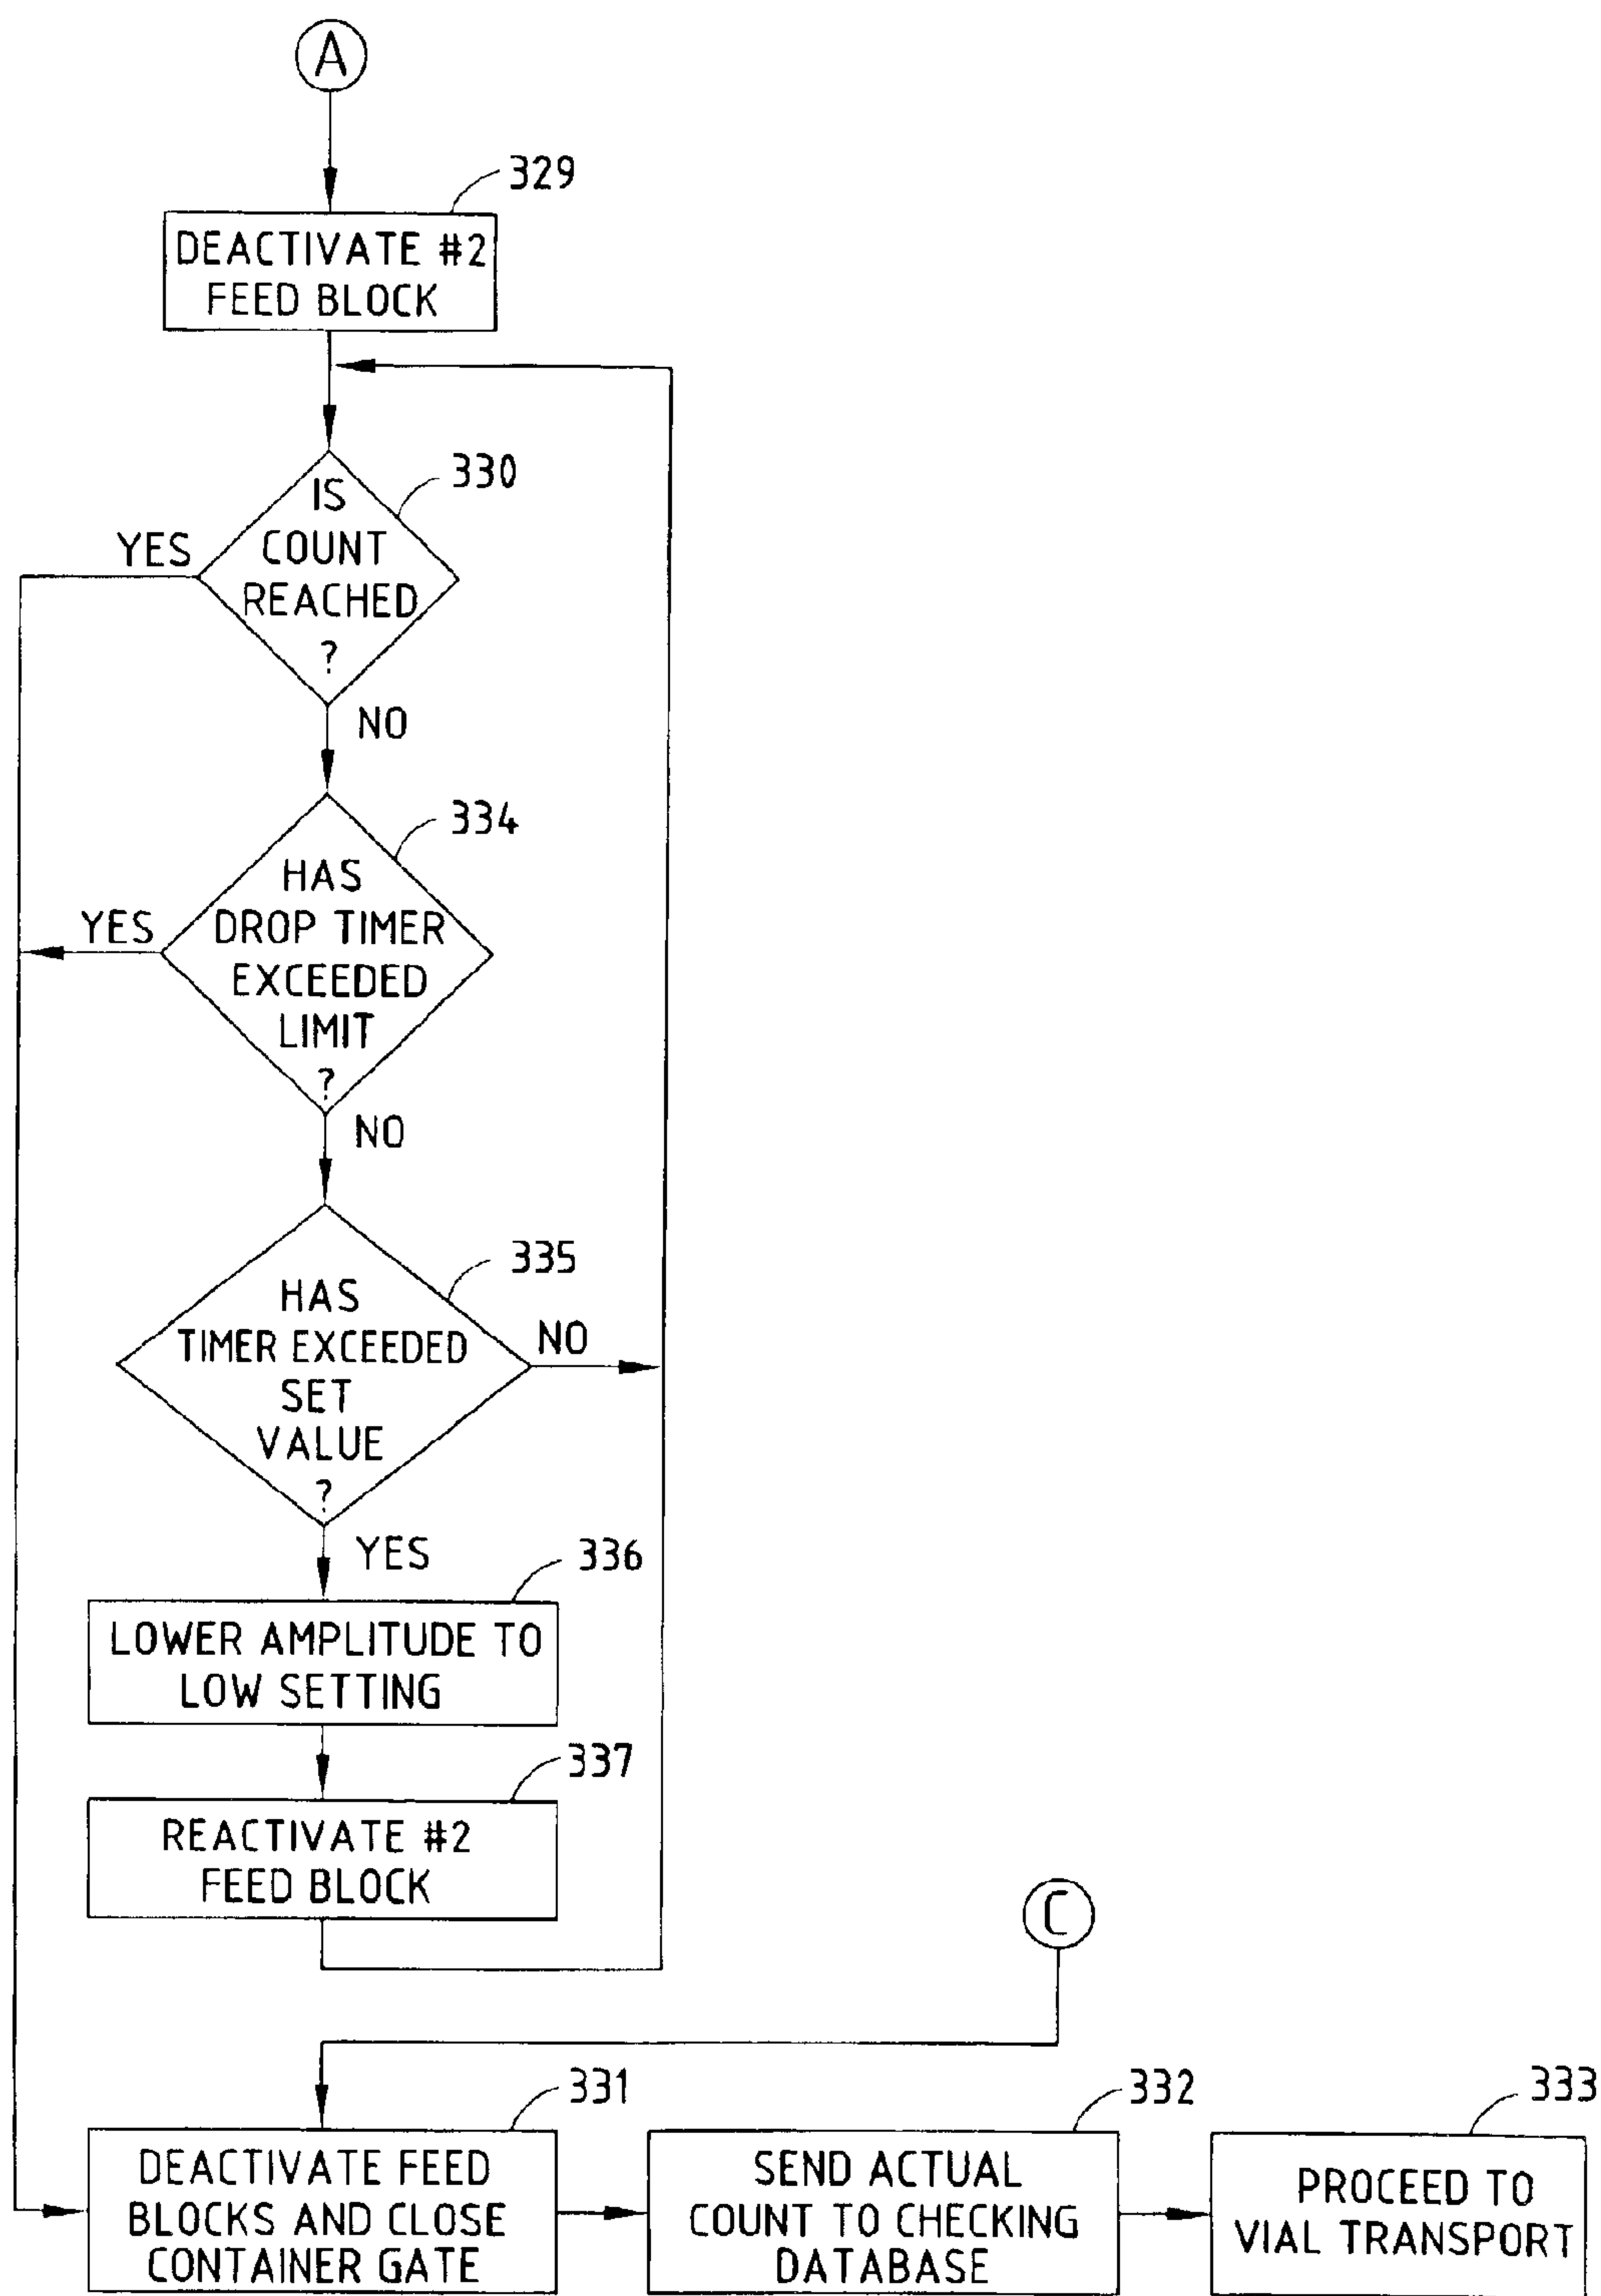 A
329
DEACTIVATE #2
FEED BLOCK
330
IS
COUNT
REACHED
?
YES
NO
334
HAS
DROP TIMER
EXCEEDED
LIMIT
?
YES
NO
335
HAS
TIMER EXCEEDED
SET
VALUE
?
NO
YES
336
LOWER AMPLITUDE TO
LOW SETTING
337
REACTIVATE #2
FEED BLOCK
C
331
DEACTIVATE FEED
BLOCKS AND CLOSE
CONTAINER GATE
332
SEND ACTUAL
COUNT TO CHECKING
DATABASE
333
PROCEED TO
VIAL TRANSPORT